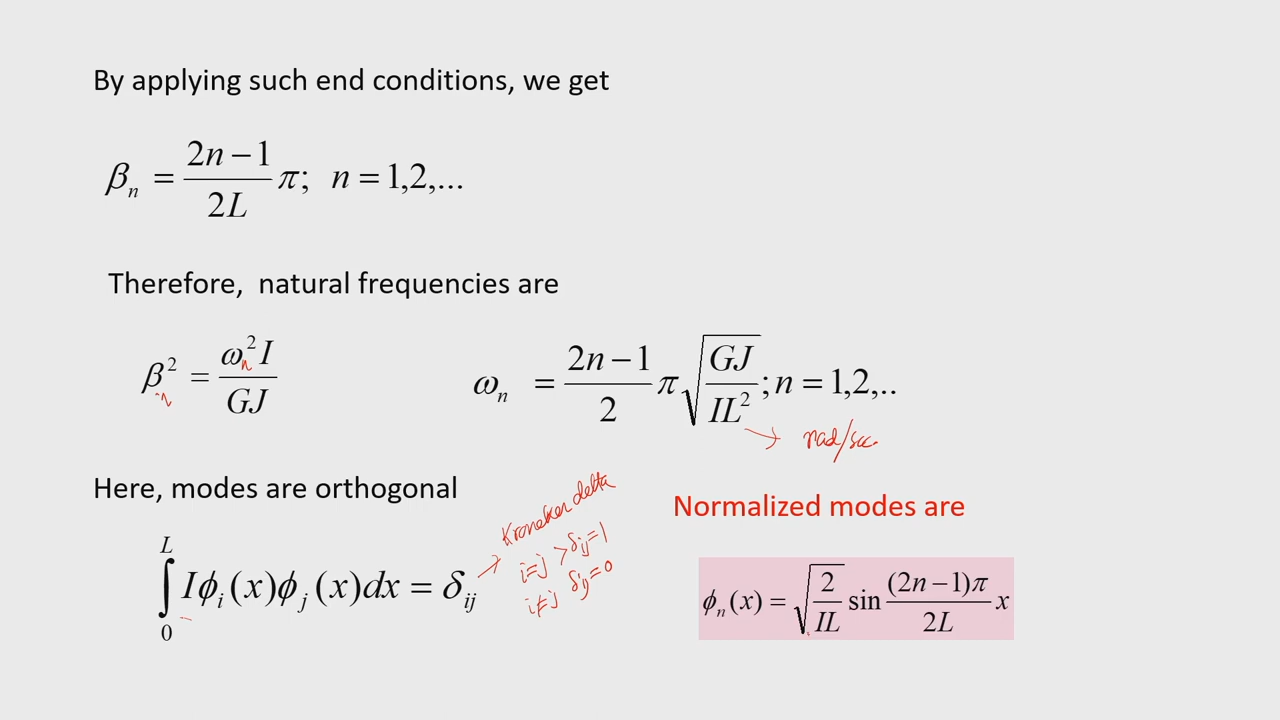 By applying such end conditions, we get
βₙ = (2n − 1)/(2L) π; n = 1,2,...
Therefore, natural frequencies are
βₙ² = ωₙ² I/(GJ)
ωₙ = (2n − 1)/2 π √(GJ/(IL²)); n = 1,2,..
→ rad/sec.
Here, modes are orthogonal
∫₀ᴸ Iϕᵢ(x)ϕⱼ(x)dx = δᵢⱼ
→ Kroneker delta
i=j > δij=1
i≠j δij=0
Normalized modes are
ϕₙ(x) = √(2/(IL)) sin ((2n−1)π/(2L)) x